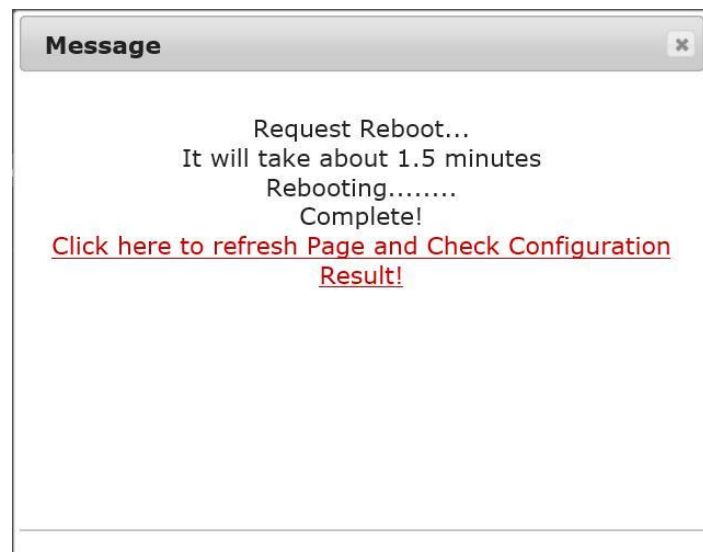 Message
Request Reboot...
It will take about 1.5 minutes
Rebooting........
Complete!
Click here to refresh Page and Check Configuration
Result!